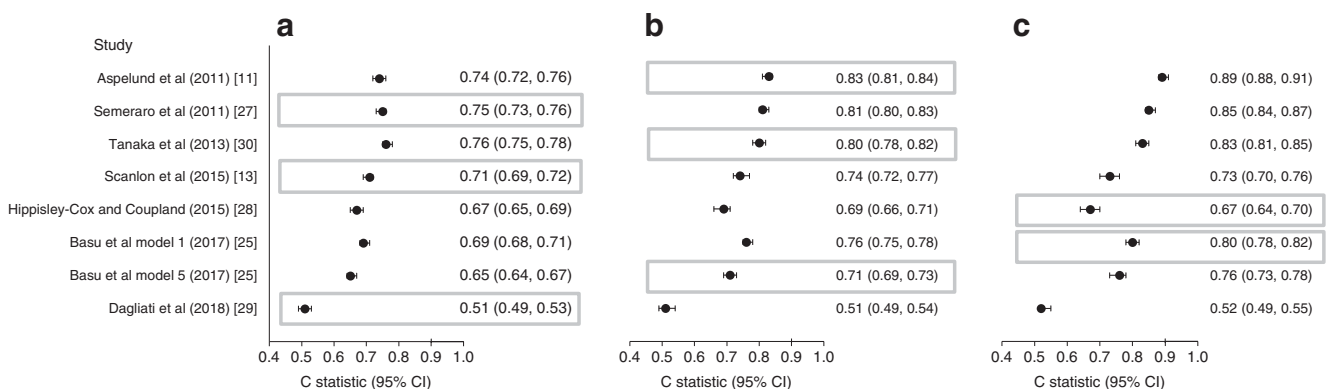 a b c
Study
Aspelund et al (2011) [11] 0.74 (0.72, 0.76) 0.83 (0.81, 0.84) 0.89 (0.88, 0.91)
Semeraro et al (2011) [27] 0.75 (0.73, 0.76) 0.81 (0.80, 0.83) 0.85 (0.84, 0.87)
Tanaka et al (2013) [30] 0.76 (0.75, 0.78) 0.80 (0.78, 0.82) 0.83 (0.81, 0.85)
Scanlon et al (2015) [13] 0.71 (0.69, 0.72) 0.74 (0.72, 0.77) 0.73 (0.70, 0.76)
Hippisley-Cox and Coupland (2015) [28] 0.67 (0.65, 0.69) 0.69 (0.66, 0.71) 0.67 (0.64, 0.70)
Basu et al model 1 (2017) [25] 0.69 (0.68, 0.71) 0.76 (0.75, 0.78) 0.80 (0.78, 0.82)
Basu et al model 5 (2017) [25] 0.65 (0.64, 0.67) 0.71 (0.69, 0.73) 0.76 (0.73, 0.78)
Dagliati et al (2018) [29] 0.51 (0.49, 0.53) 0.51 (0.49, 0.54) 0.52 (0.49, 0.55)
0.4 0.5 0.6 0.7 0.8 0.9 1.0 0.4 0.5 0.6 0.7 0.8 0.9 1.0 0.4 0.5 0.6 0.7 0.8 0.9 1.0
C statistic (95% CI) C statistic (95% CI) C statistic (95% CI)